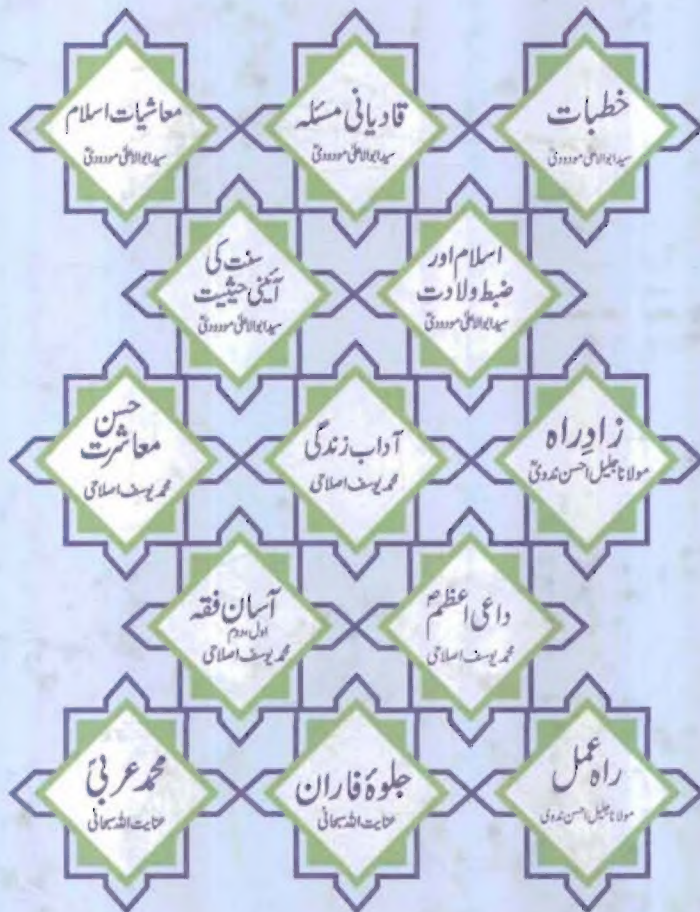 خطبات
سید ابوالاعلیٰ مودودیؒ
قادیانی مسئلہ
سید ابوالاعلیٰ مودودیؒ
معاشیات اسلام
سید ابوالاعلیٰ مودودیؒ
اسلام اور
ضبط ولادت
سید ابوالاعلیٰ مودودیؒ
سنت کی
آئینی حیثیت
سید ابوالاعلیٰ مودودیؒ
زادِ راہ
مولانا جلیل احسن ندویؒ
آداب زندگی
محمد یوسف اصلاحی
حسن
معاشرت
محمد یوسف اصلاحی
داعی اعظمؐ
محمد یوسف اصلاحی
آسان فقہ
اول، دوم
محمد یوسف اصلاحی
راہ عمل
مولانا جلیل احسن ندوی
جلوۂ فاران
عنایت اللہ سبحانی
محمد عربیؐ
عنایت اللہ سبحانی